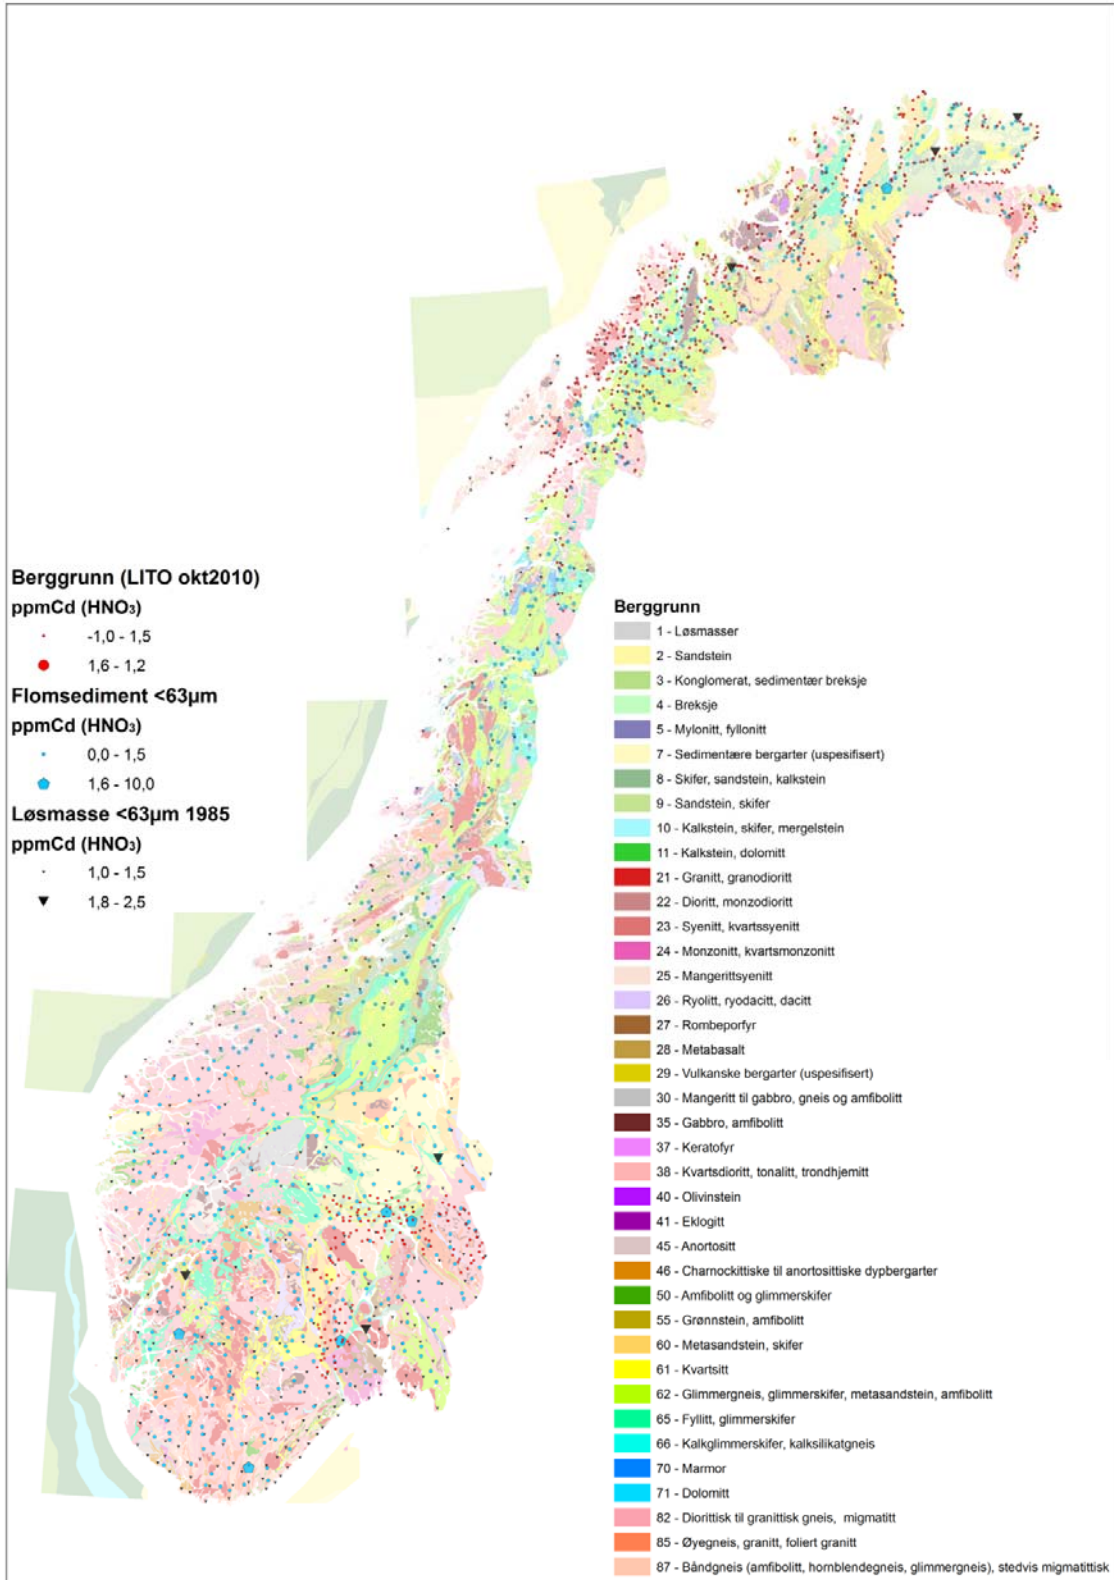 Berggrunn (LITO okt2010)
ppmCd (HNO₃)
-1,0 - 1,5
1,6 - 1,2
Flomsediment <63µm
ppmCd (HNO₃)
0,0 - 1,5
1,6 - 10,0
Løsmasse <63µm 1985
ppmCd (HNO₃)
1,0 - 1,5
1,8 - 2,5
Berggrunn
1 - Løsmasser
2 - Sandstein
3 - Konglomerat, sedimentær breksje
4 - Breksje
5 - Mylonitt, fyllonitt
7 - Sedimentære bergarter (uspesifisert)
8 - Skifer, sandstein, kalkstein
9 - Sandstein, skifer
10 - Kalkstein, skifer, mergelstein
11 - Kalkstein, dolomitt
21 - Granitt, granodioritt
22 - Dioritt, monzodioritt
23 - Syenitt, kvartssyenitt
24 - Monzonitt, kvartsmonzonitt
25 - Mangerittsyenitt
26 - Ryolitt, ryodacitt, dacitt
27 - Rombeporfyr
28 - Metabasalt
29 - Vulkanske bergarter (uspesifisert)
30 - Mangeritt til gabbro, gneis og amfibolitt
35 - Gabbro, amfibolitt
37 - Keratofyr
38 - Kvartsdioritt, tonalitt, trondhjemitt
40 - Olivinstein
41 - Eklogitt
45 - Anortositt
46 - Charnockittiske til anortosittiske dypbergarter
50 - Amfibolitt og glimmerskifer
55 - Grønnstein, amfibolitt
60 - Metasandstein, skifer
61 - Kvartsitt
62 - Glimmergneis, glimmerskifer, metasandstein, amfibolitt
65 - Fyllitt, glimmerskifer
66 - Kalkglimmerskifer, kalksilikatgneis
70 - Marmor
71 - Dolomitt
82 - Diorittisk til granittisk gneis, migmatitt
85 - Øyegneis, granitt, foliert granitt
87 - Båndgneis (amfibolitt, hornblendegneis, glimmergneis), stedvis migmatittisk